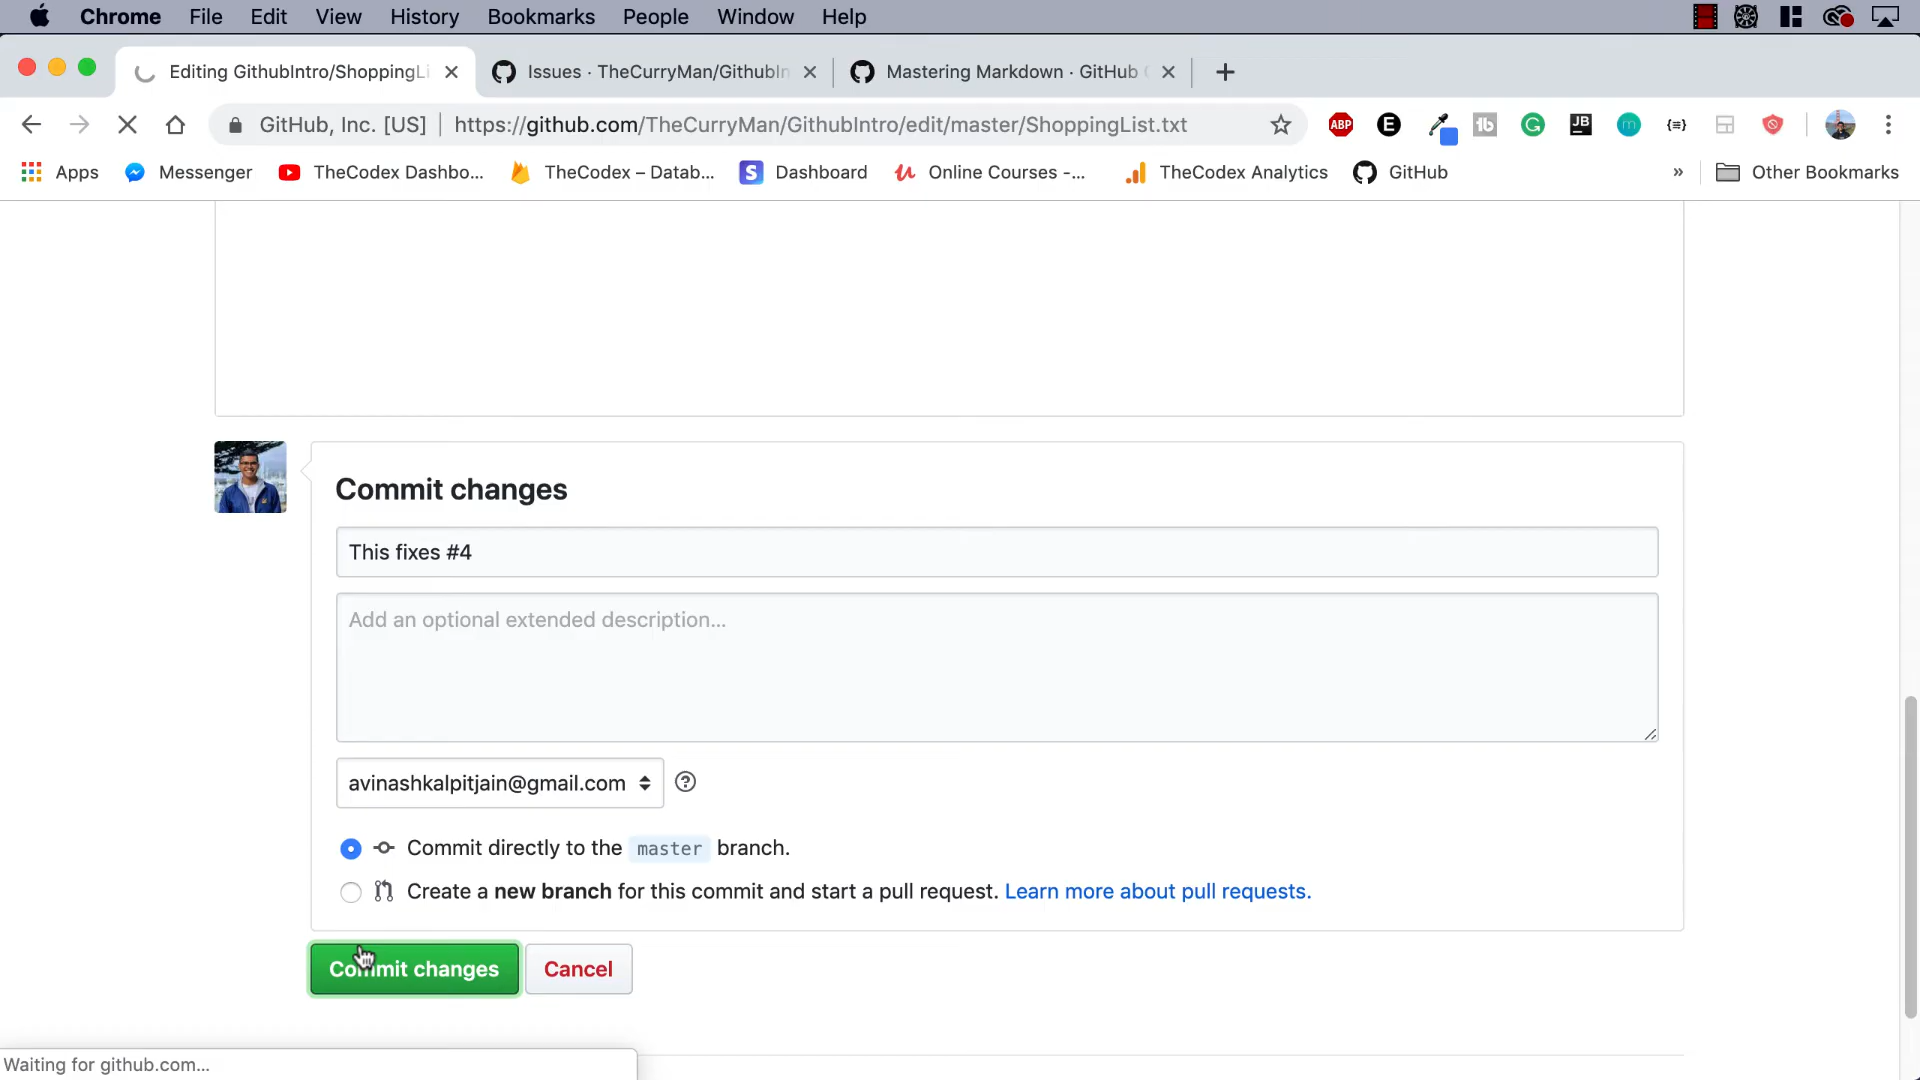 Chrome File Edit View History Bookmarks People Window Help
Editing GithubIntro/ShoppingLi
Issues · TheCurryMan/GithubIn
Mastering Markdown · GitHub
GitHub, Inc. [US] https://github.com/TheCurryMan/GithubIntro/edit/master/ShoppingList.txt
ABP E tb G JB m {≡}
Apps Messenger TheCodex Dashbo... TheCodex – Datab... S Dashboard Online Courses -... TheCodex Analytics GitHub » Other Bookmarks
Commit changes
This fixes #4
Add an optional extended description...
avinashkalpitjain@gmail.com
Commit directly to the master branch.
Create a new branch for this commit and start a pull request. Learn more about pull requests.
Commit changes Cancel
Waiting for github.com...